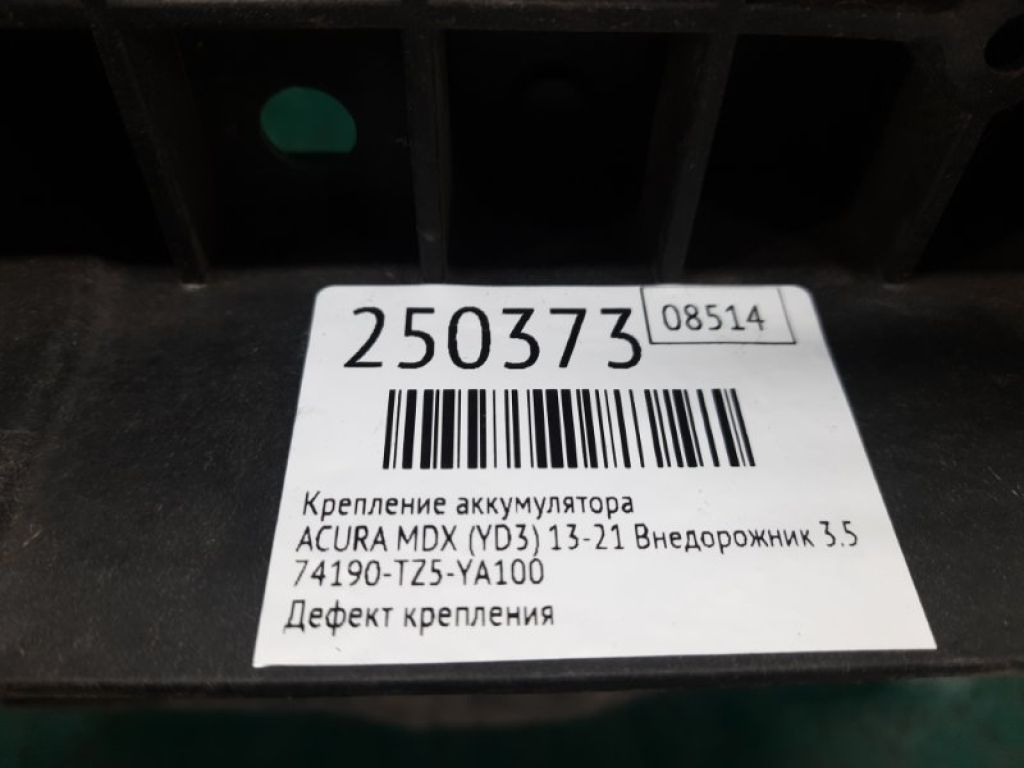 250373
08514
Крепление аккумулятора
ACURA MDX (YD3) 13-21 Внедорожник 3.5
74190-TZ5-YA100
Дефект крепления